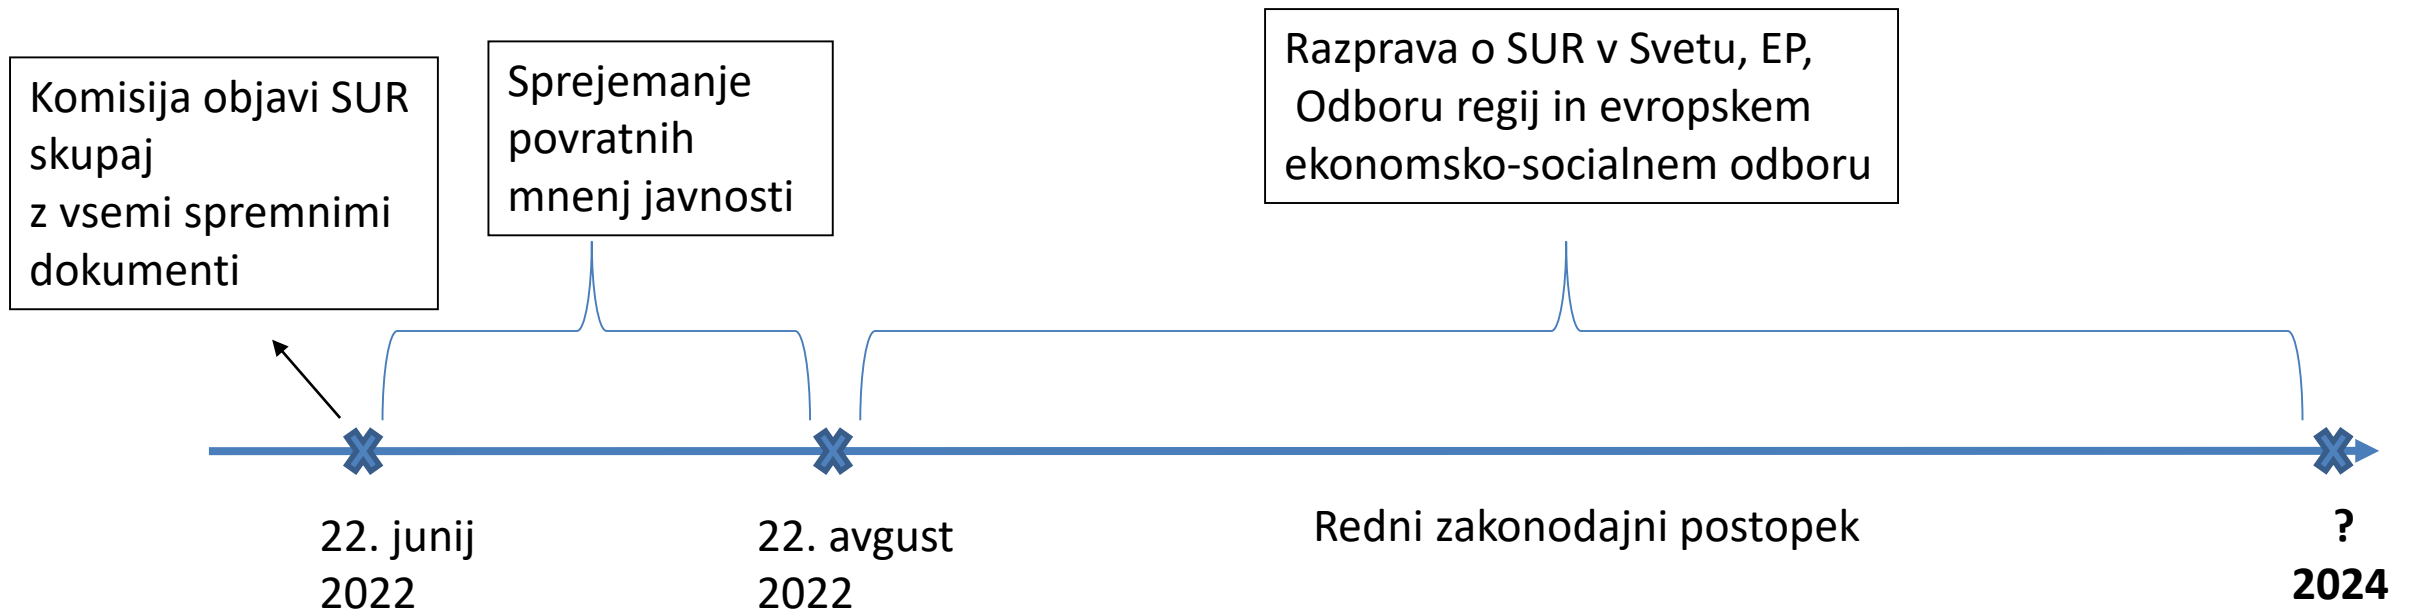 Komisija objavi SUR
skupaj
z vsemi spremnimi
dokumenti
Sprejemanje
povratnih
mnenj javnosti
Razprava o SUR v Svetu, EP,
Odboru regij in evropskem
ekonomsko-socialnem odboru
22. junij
2022
22. avgust
2022
Redni zakonodajni postopek
?
2024